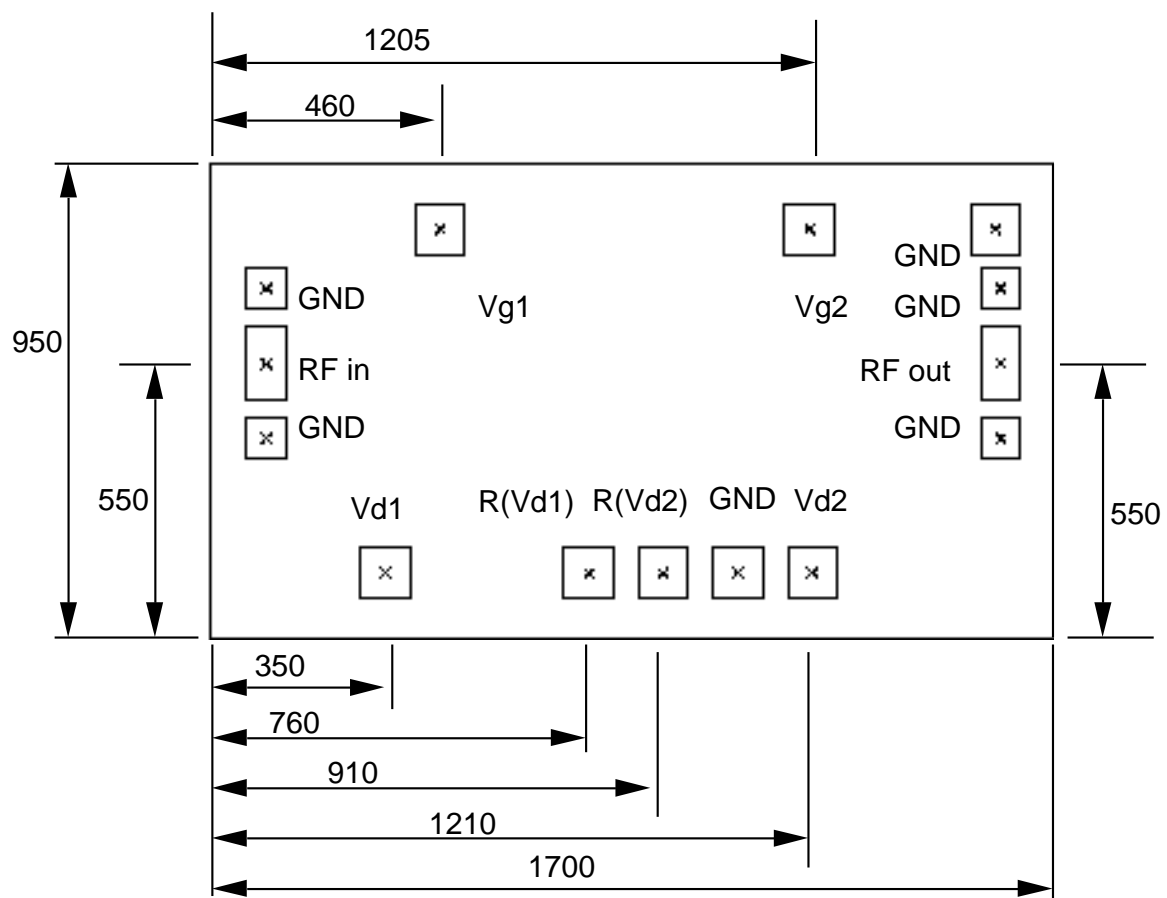 1205
460
GND
GND
Vg1
Vg2
GND
950
RF in
RF out
GND
GND
550
Vd1
R(Vd1)
R(Vd2)
GND
Vd2
550
350
760
910
1210
1700